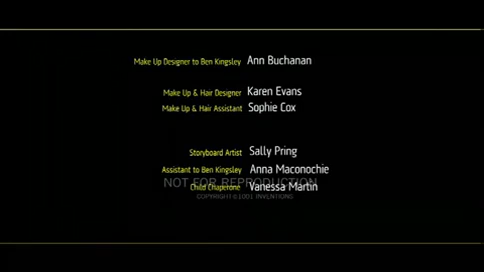 Make Up Designer to Ben Kingsley Ann Buchanan
Make Up & Hair Designer Karen Evans
Make Up & Hair Assistant Sophie Cox
Storyboard Artist Sally Pring
Assistant to Ben Kingsley Anna Maconochie
NOT FOR REPRODUCTION
Child Chaperone Vanessa Martin
COPYRIGHT ©1001 INVENTIONS